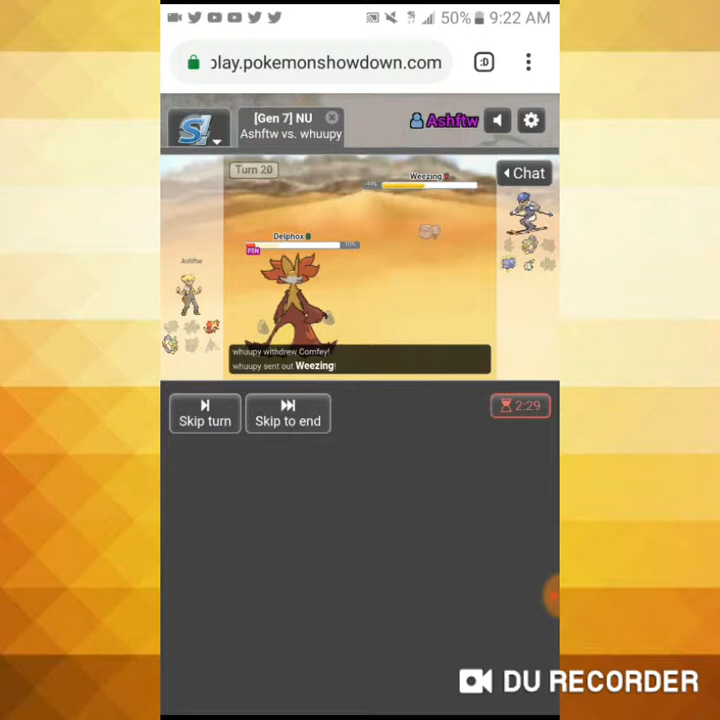 50% 9:22 AM
play.pokemonshowdown.com
:D
[Gen 7] NU
Ashftw vs. whuupy
Ashftw
Turn 20
Chat
Weezing
Delphox
PSN
Ashftw
whuupy withdrew Comfey!
whuupy sent out Weezing!
Skip turn
Skip to end
2:29
DU RECORDER